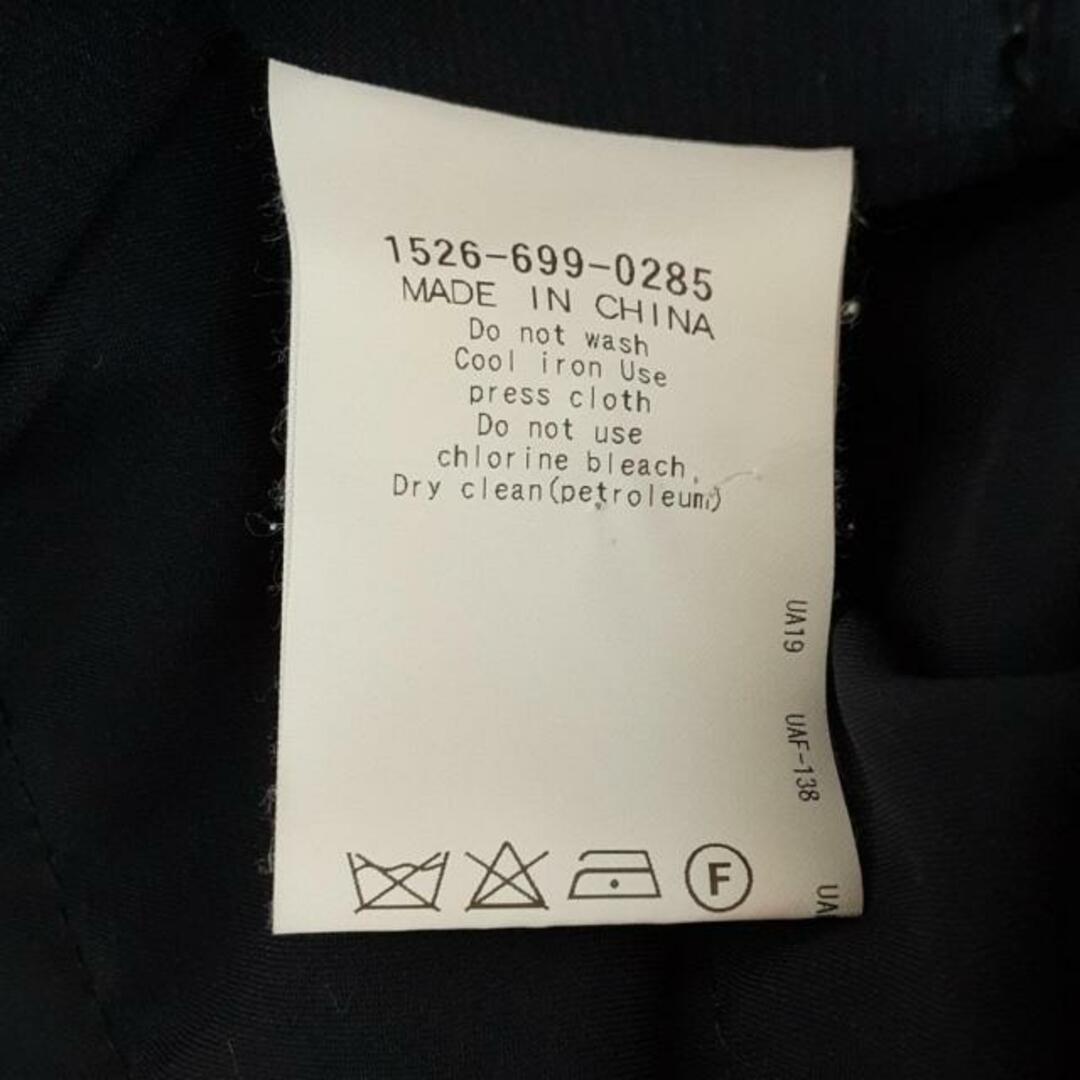 1526-699-0285
MADE IN CHINA
Do not wash
Cool iron Use
press cloth
Do not use
chlorine bleach,
Dry clean(petroleum)
UA19
UAF-138
UA
F